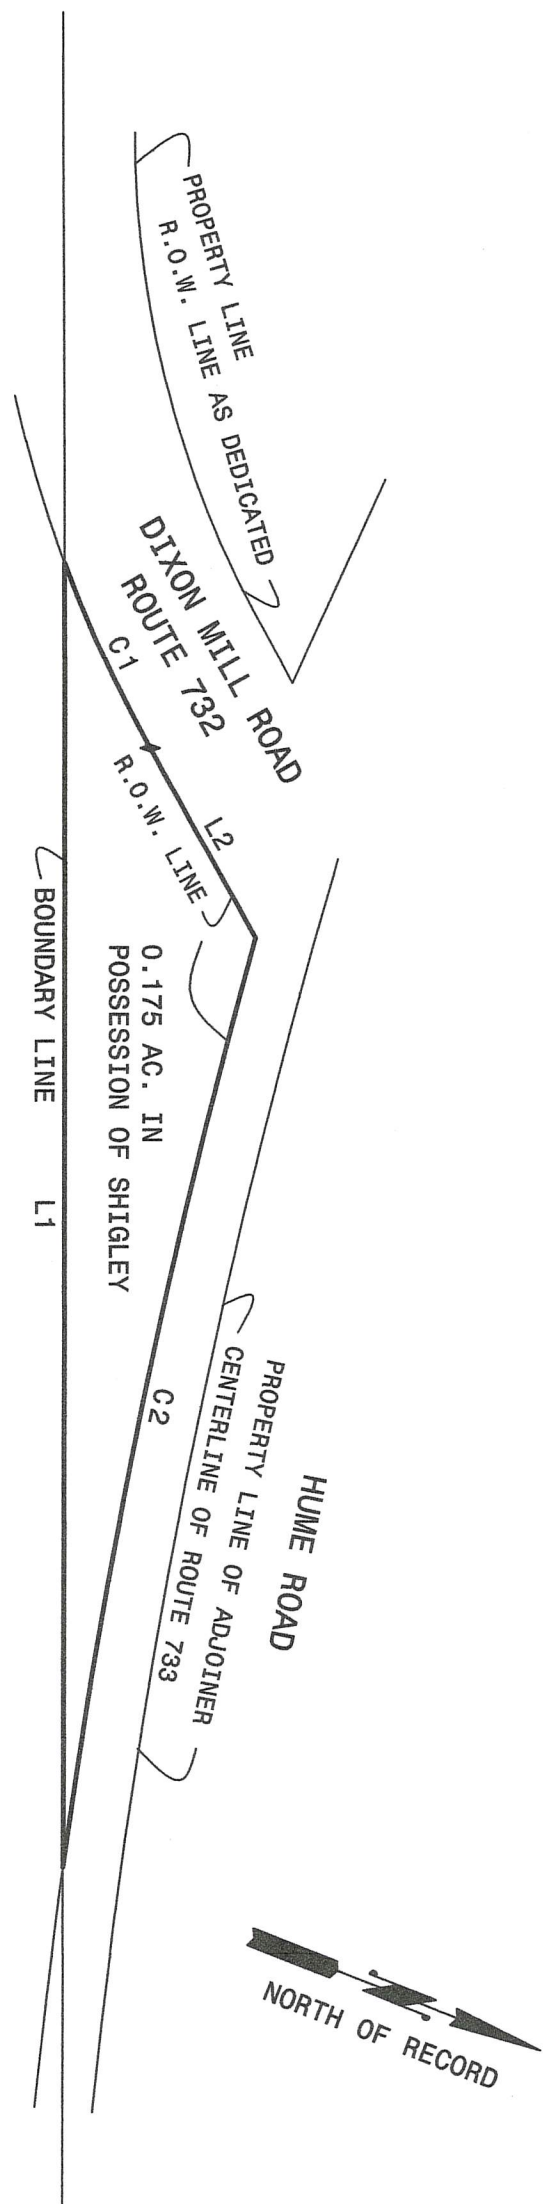 PROPERTY LINE
R.O.W. LINE AS DEDICATED
DIXON MILL ROAD
ROUTE 732
C1
L2
R.O.W. LINE
0.175 AC. IN
POSSESSION OF SHIGLEY
BOUNDARY LINE
L1
C2
HUME ROAD
PROPERTY LINE OF ADJOINER
CENTERLINE OF ROUTE 733
NORTH OF RECORD